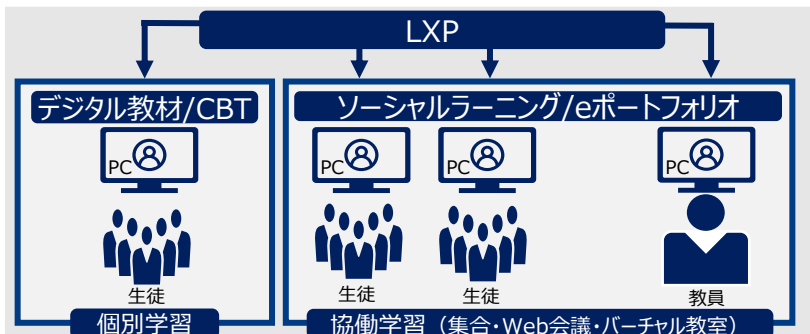 LXP
デジタル教材/CBT
PC
生徒
個別学習
ソーシャルラーニング/eポートフォリオ
PC
PC
PC
生徒
生徒
教員
協働学習（集合・Web会議・バーチャル教室）